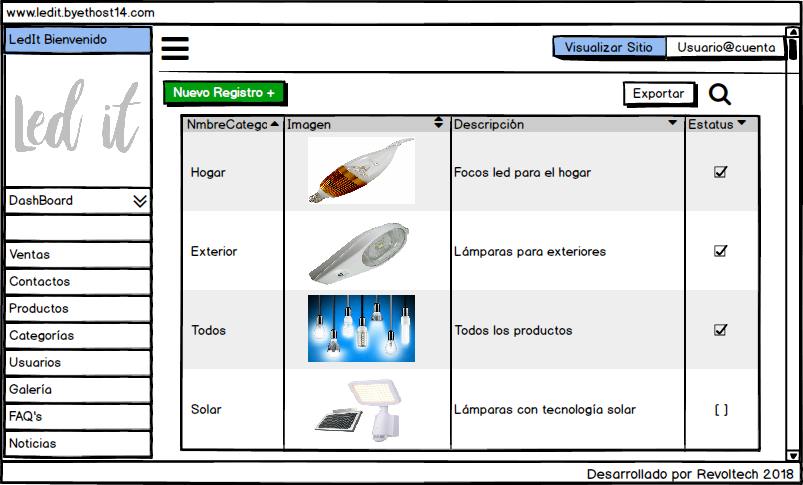 www.ledit.byethost14.com
LedIt Bienvenido
Visualizar Sitio
Usuario@cuenta
Led it
Nuevo Registro +
Exportar
NmbreCatego
Imagen
Descripción
Estatus
Hogar
Focos led para el hogar
Exterior
Lámparas para exteriores
Todos
Todos los productos
Solar
Lámparas con tecnología solar
[ ]
DashBoard
Ventas
Contactos
Productos
Categorías
Usuarios
Galería
FAQ's
Noticias
Desarrollado por Revoltech 2018